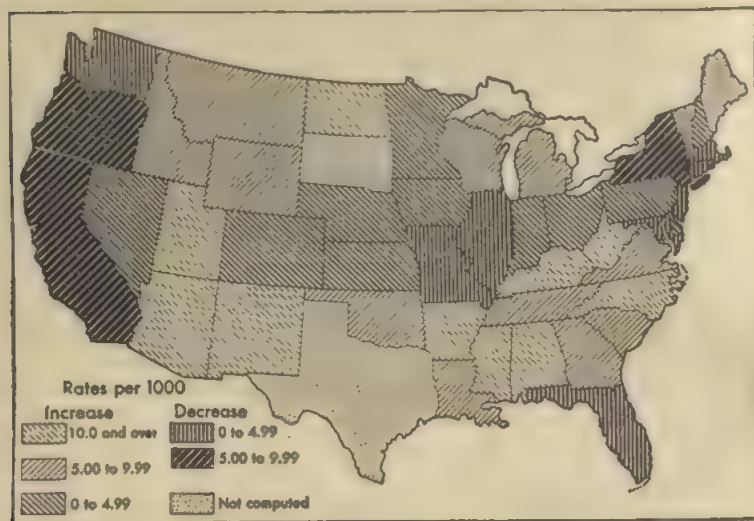 Rates per 1000
Increase Decrease
10.0 and over 0 to 4.99
5.00 to 9.99 5.00 to 9.99
0 to 4.99 Not computed